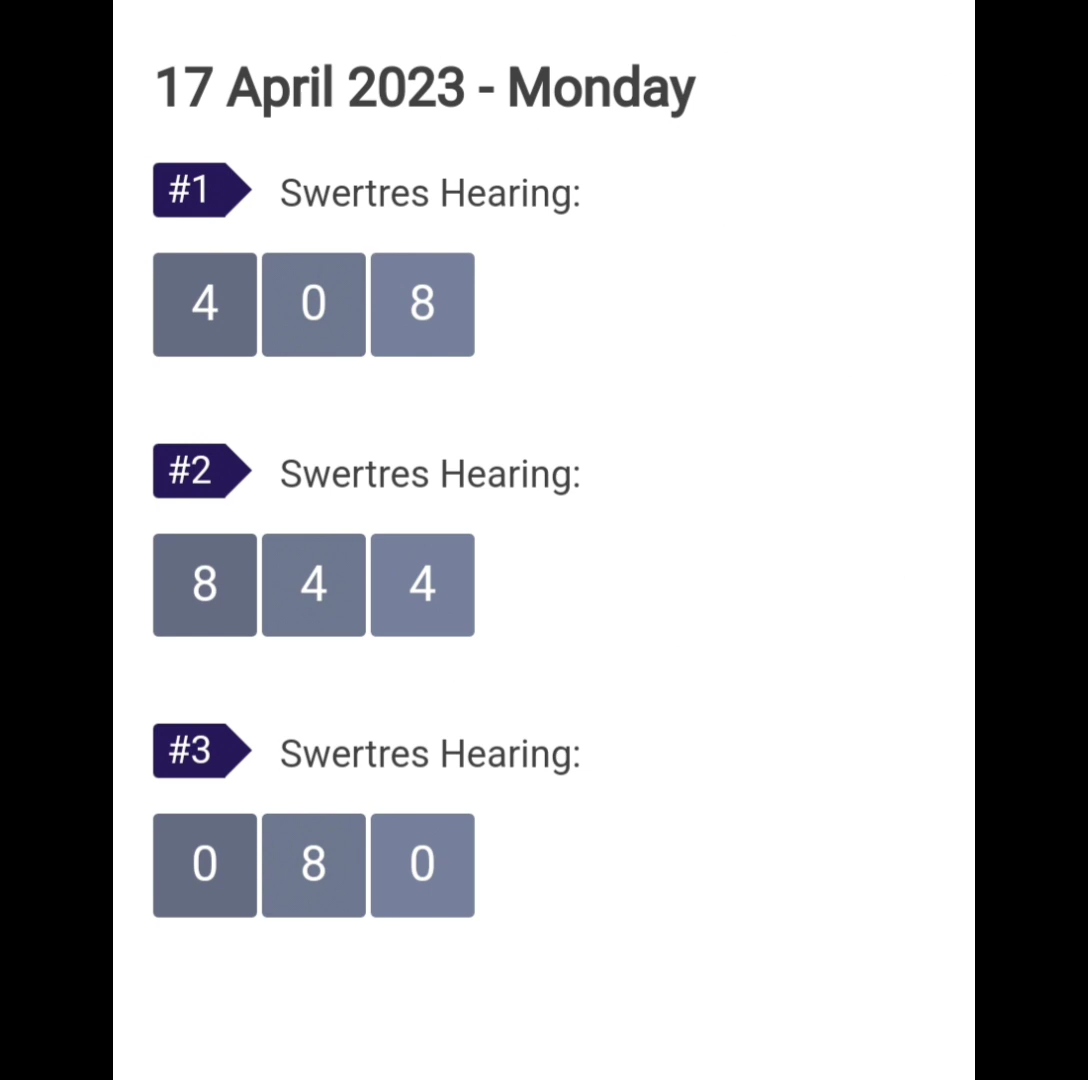 17 April 2023 - Monday
#1 Swertres Hearing:
4 0 8
#2 Swertres Hearing:
8 4 4
#3 Swertres Hearing:
0 8 0